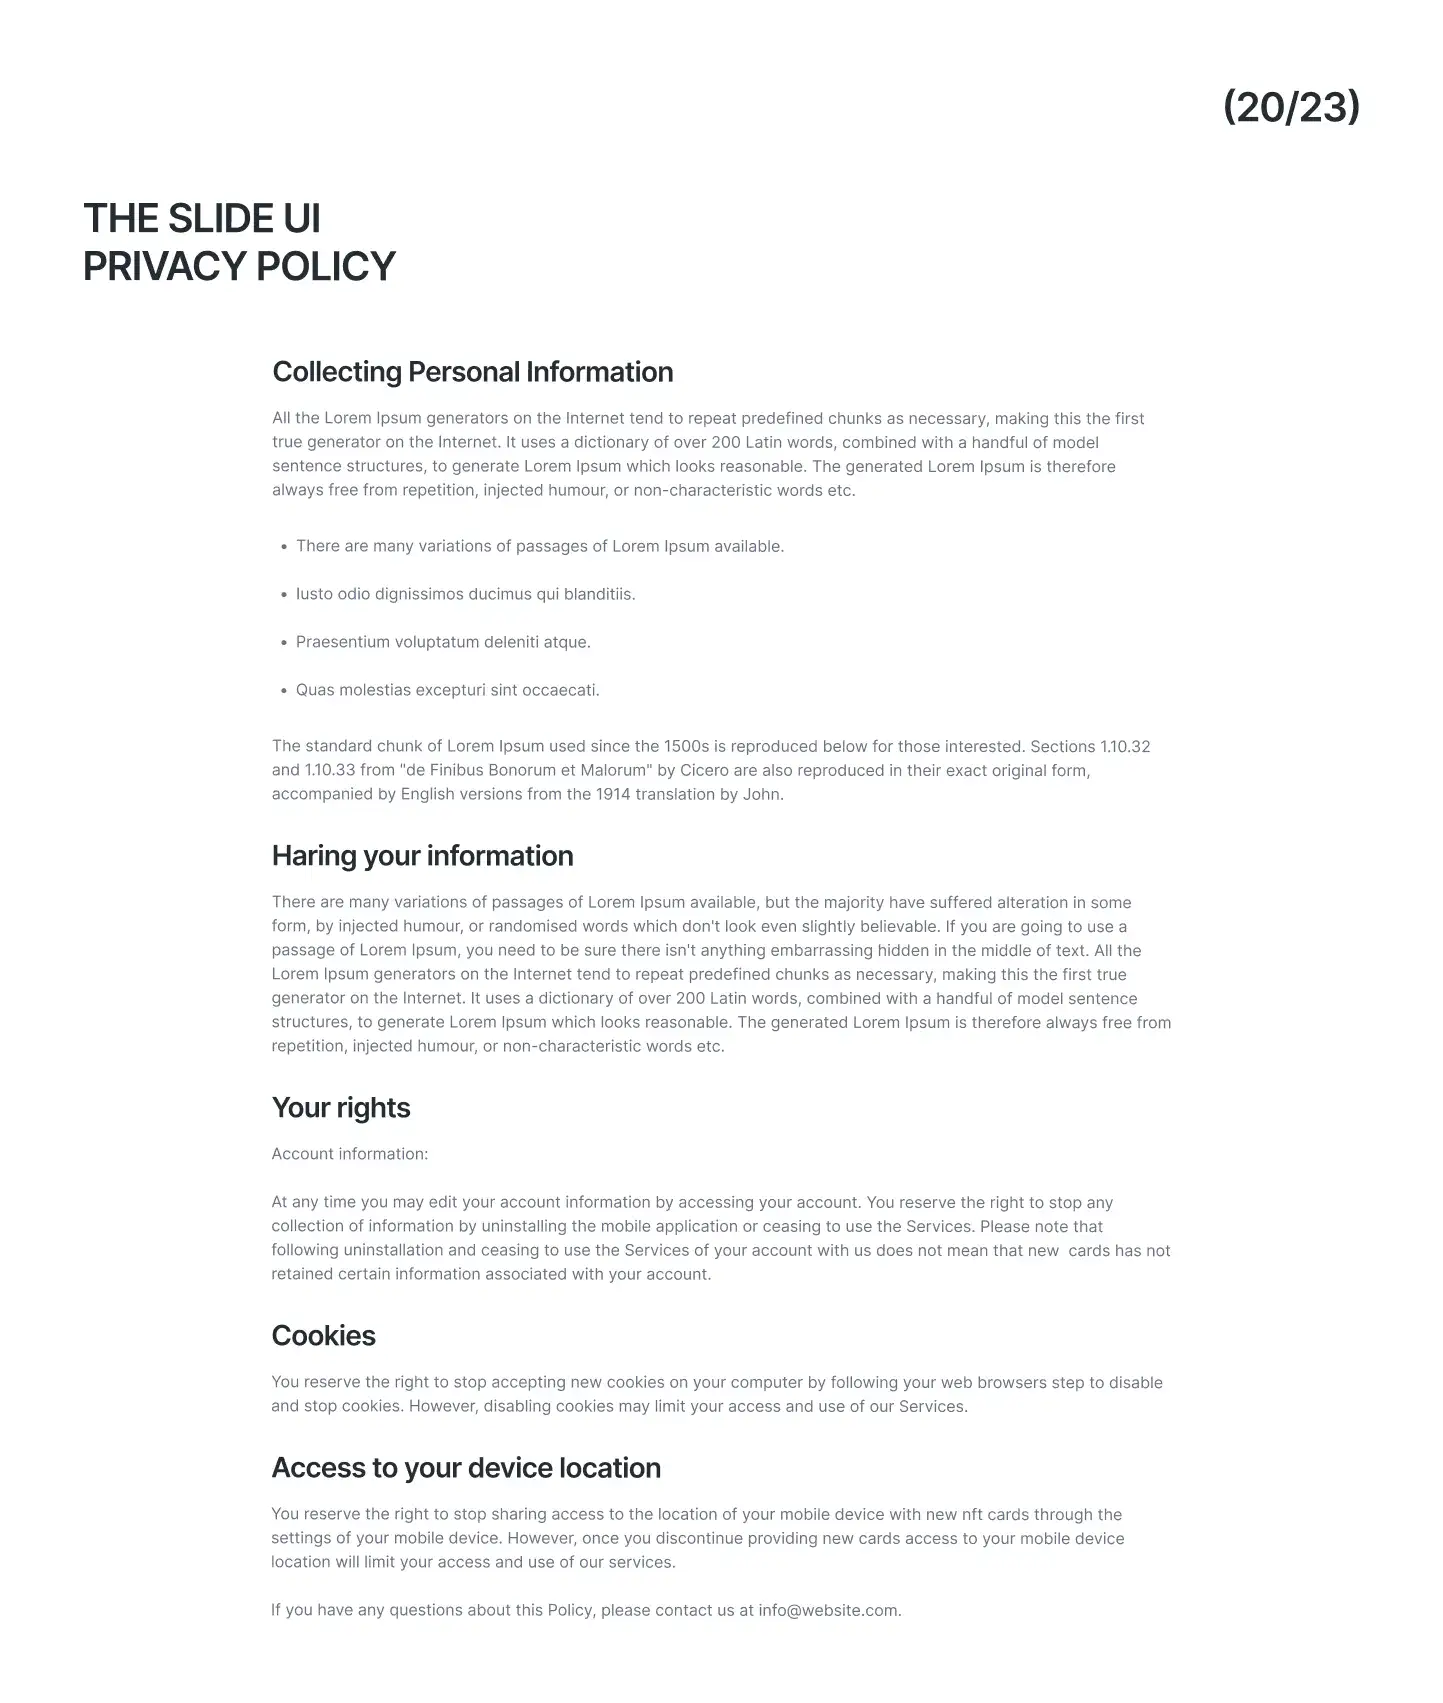 (20/23)
THE SLIDE UI
PRIVACY POLICY
Collecting Personal Information
All the Lorem Ipsum generators on the Internet tend to repeat predefined chunks as necessary, making this the first
true generator on the Internet. It uses a dictionary of over 200 Latin words, combined with a handful of model
sentence structures, to generate Lorem Ipsum which looks reasonable. The generated Lorem Ipsum is therefore
always free from repetition, injected humour, or non-characteristic words etc.
• There are many variations of passages of Lorem Ipsum available.
• Iusto odio dignissimos ducimus qui blanditiis.
• Praesentium voluptatum deleniti atque.
• Quas molestias excepturi sint occaecati.
The standard chunk of Lorem Ipsum used since the 1500s is reproduced below for those interested. Sections 1.10.32
and 1.10.33 from "de Finibus Bonorum et Malorum" by Cicero are also reproduced in their exact original form,
accompanied by English versions from the 1914 translation by John.
Haring your information
There are many variations of passages of Lorem Ipsum available, but the majority have suffered alteration in some
form, by injected humour, or randomised words which don't look even slightly believable. If you are going to use a
passage of Lorem Ipsum, you need to be sure there isn't anything embarrassing hidden in the middle of text. All the
Lorem Ipsum generators on the Internet tend to repeat predefined chunks as necessary, making this the first true
generator on the Internet. It uses a dictionary of over 200 Latin words, combined with a handful of model sentence
structures, to generate Lorem Ipsum which looks reasonable. The generated Lorem Ipsum is therefore always free from
repetition, injected humour, or non-characteristic words etc.
Your rights
Account information:
At any time you may edit your account information by accessing your account. You reserve the right to stop any
collection of information by uninstalling the mobile application or ceasing to use the Services. Please note that
following uninstallation and ceasing to use the Services of your account with us does not mean that new  cards has not
retained certain information associated with your account.
Cookies
You reserve the right to stop accepting new cookies on your computer by following your web browsers step to disable
and stop cookies. However, disabling cookies may limit your access and use of our Services.
Access to your device location
You reserve the right to stop sharing access to the location of your mobile device with new nft cards through the
settings of your mobile device. However, once you discontinue providing new cards access to your mobile device
location will limit your access and use of our services.
If you have any questions about this Policy, please contact us at info@website.com.